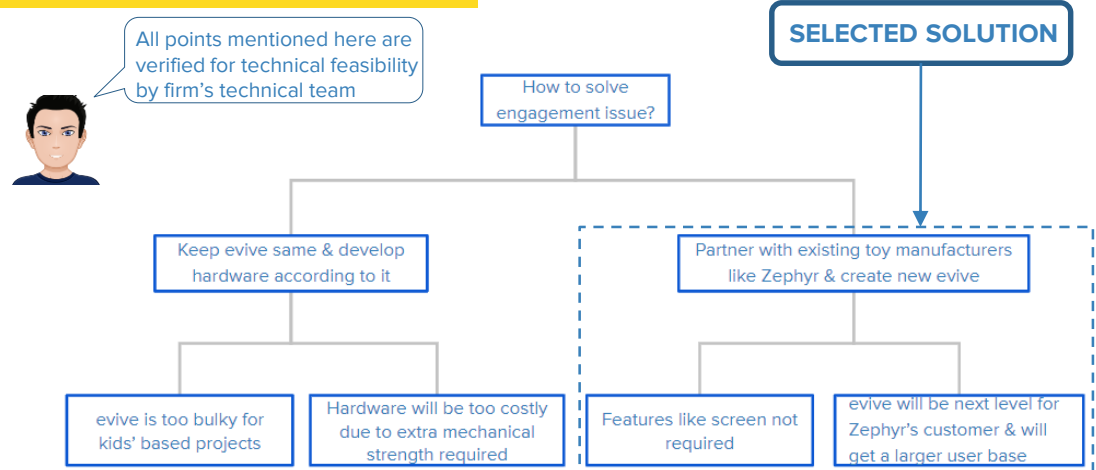 All points mentioned here are
verified for technical feasibility
by firm's technical team
SELECTED SOLUTION
How to solve
engagement issue?
Keep evive same & develop
hardware according to it
Partner with existing toy manufacturers
like Zephyr & create new evive
evive is too bulky for
kids' based projects
Hardware will be too costly
due to extra mechanical
strength required
Features like screen not
required
evive will be next level for
Zephyr's customer & will
get a larger user base